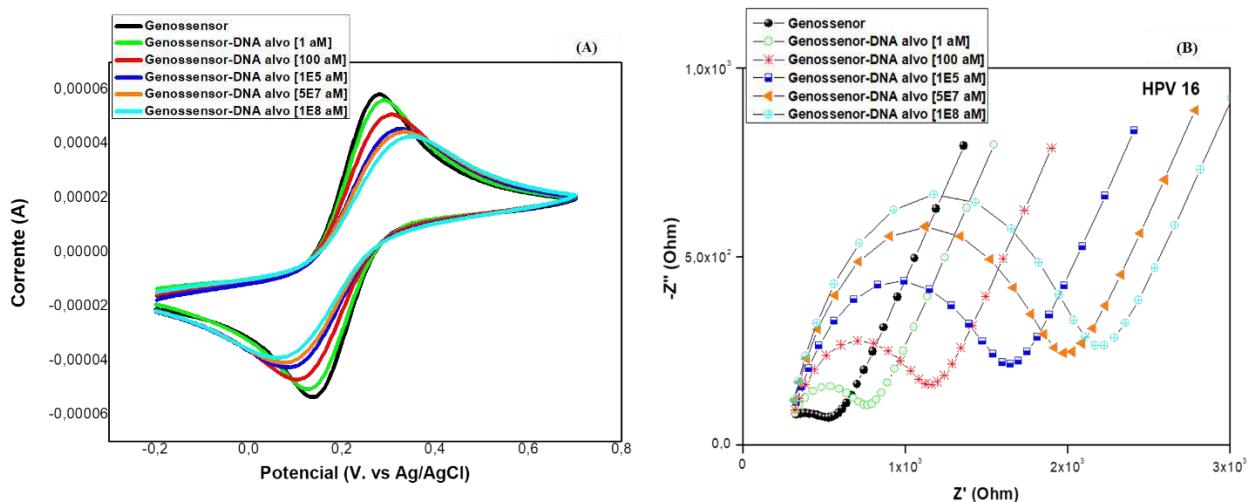 Genossensor
Genossensor-DNA alvo [1 aM]
Genossensor-DNA alvo [100 aM]
Genossensor-DNA alvo [1E5 aM]
Genossensor-DNA alvo [5E7 aM]
Genossensor-DNA alvo [1E8 aM]
(A)
0,00006
0,00004
0,00002
0,00000
-0,00002
-0,00004
-0,00006
Corrente (A)
-0,2
0,0
0,2
0,4
0,6
0,8
Potencial (V. vs Ag/AgCl)
Genossenor
Genossenor-DNA alvo [1 aM]
Genossenor-DNA alvo [100 aM]
Genossenor-DNA alvo [1E5 aM]
Genossenor-DNA alvo [5E7 aM]
Genossenor-DNA alvo [1E8 aM]
(B)
HPV 16
1,0x10³
5,0x10²
0,0
-Z'' (Ohm)
0
1x10³
2x10³
3x10³
Z' (Ohm)